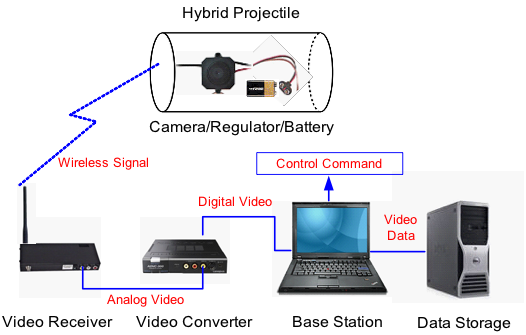 Hybrid Projectile
Camera/Regulator/Battery
Wireless Signal
Control Command
Digital Video
Video
Data
Analog Video
Video Receiver
Video Converter
Base Station
Data Storage